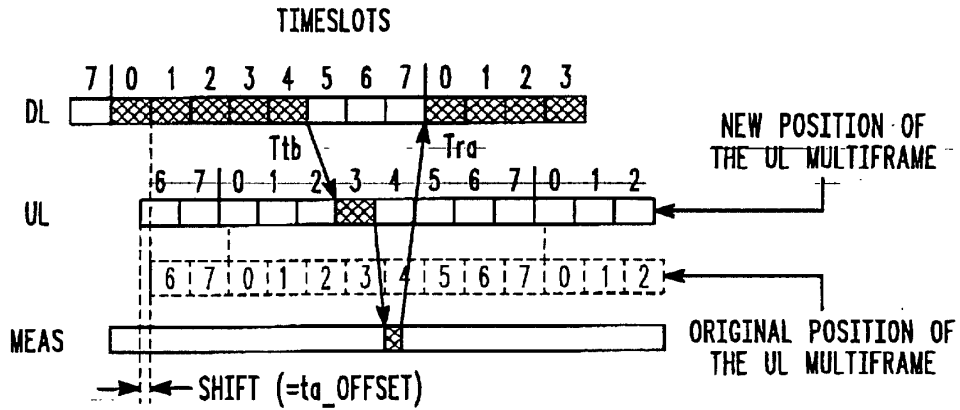 TIMESLOTS
7 0 1 2 3 4 5 6 7 0 1 2 3
DL
Ttb Tra
NEW POSITION OF
THE UL MULTIFRAME
6 7 0 1 2 3 4 5 6 7 0 1 2
UL
6 7 0 1 2 3 4 5 6 7 0 1 2
MEAS
ORIGINAL POSITION OF
THE UL MULTIFRAME
SHIFT (=ta_OFFSET)